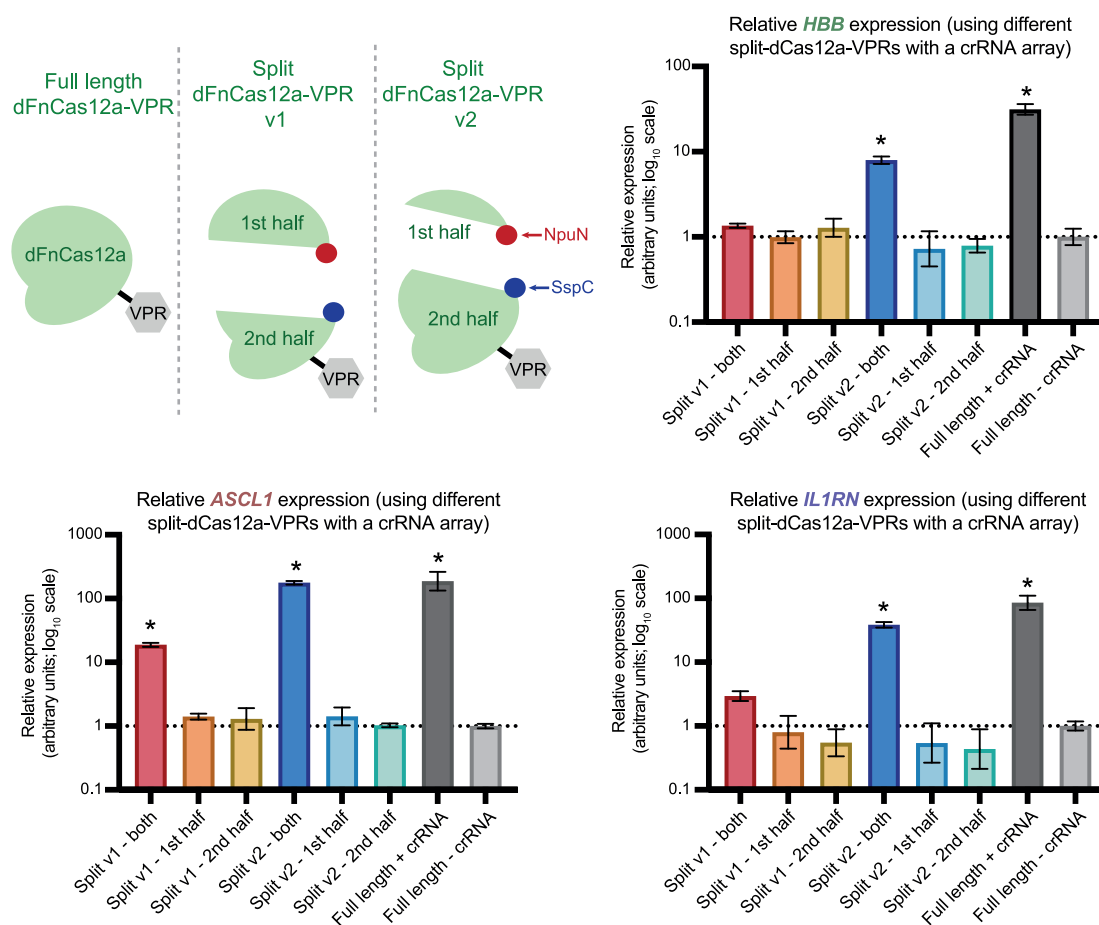 Full length
dFnCas12a-VPR
Split
dFnCas12a-VPR
v1
Split
dFnCas12a-VPR
v2
dFnCas12a
VPR
1st half
2nd half
VPR
1st half
NpuN
SspC
2nd half
VPR
Relative HBB expression (using different
split-dCas12a-VPRs with a crRNA array)
Relative expression
(arbitrary units; log₁₀ scale)
100
10
1
0.1
*
*
Split v1 - both
Split v1 - 1st half
Split v1 - 2nd half
Split v2 - both
Split v2 - 1st half
Split v2 - 2nd half
Full length + crRNA
Full length - crRNA
Relative ASCL1 expression (using different
split-dCas12a-VPRs with a crRNA array)
Relative expression
(arbitrary units; log₁₀ scale)
1000
100
10
1
0.1
*
*
*
Split v1 - both
Split v1 - 1st half
Split v1 - 2nd half
Split v2 - both
Split v2 - 1st half
Split v2 - 2nd half
Full length + crRNA
Full length - crRNA
Relative IL1RN expression (using different
split-dCas12a-VPRs with a crRNA array)
Relative expression
(arbitrary units; log₁₀ scale)
1000
100
10
1
0.1
*
*
Split v1 - both
Split v1 - 1st half
Split v1 - 2nd half
Split v2 - both
Split v2 - 1st half
Split v2 - 2nd half
Full length + crRNA
Full length - crRNA